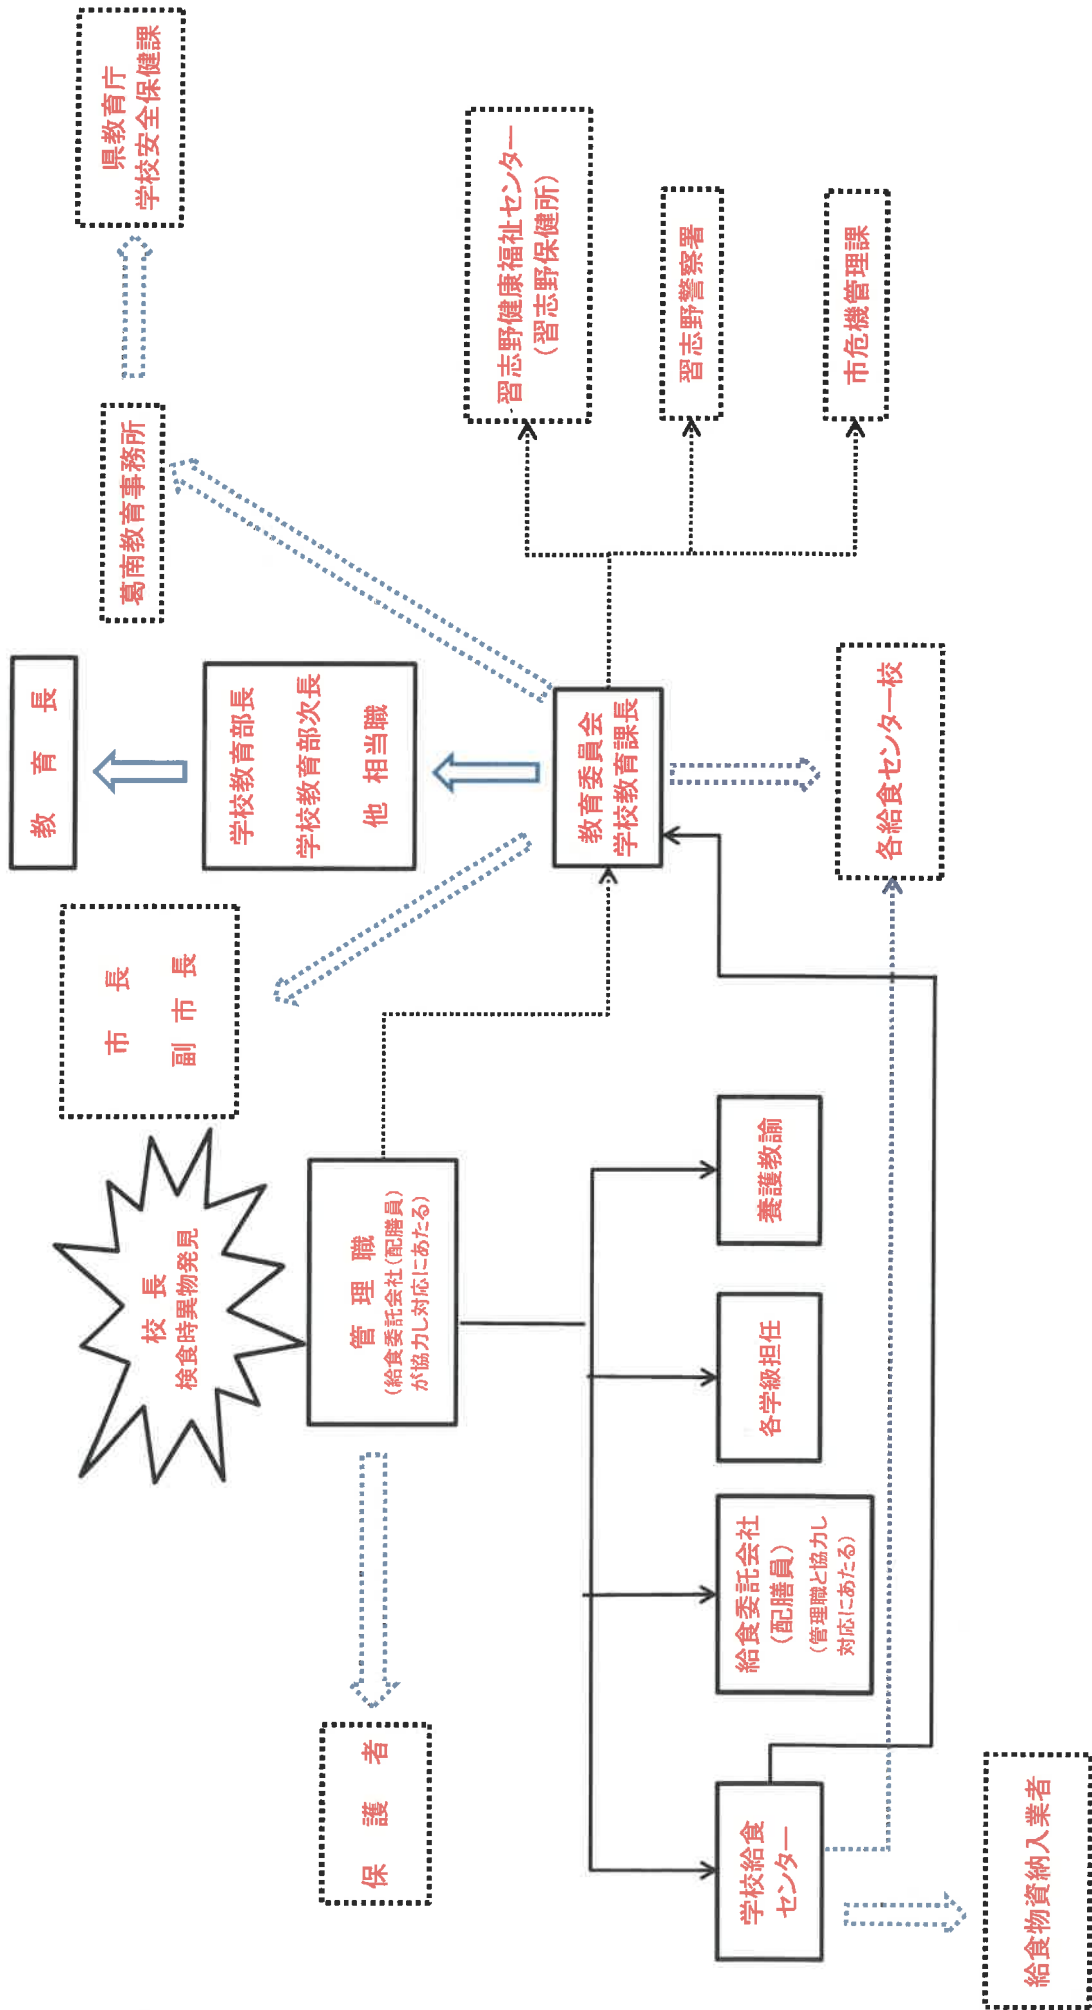 校　長
検食時異物発見
管　理　職
(給食委託会社(配膳員)
が協力し対応にあたる)
保　護　者
市　長
副　市　長
教　育　長
学校教育部長
学校教育部次長
他　相当職
教育委員会
学校教育課長
葛南教育事務所
県教育庁
学校安全保健課
習志野健康福祉センター
(習志野保健所)
習志野警察署
市危機管理課
各給食センター校
養護教諭
各学級担任
給食委託会社
(配膳員)
(管理職と協力し
対応にあたる)
学校給食
センター
給食物資納入業者